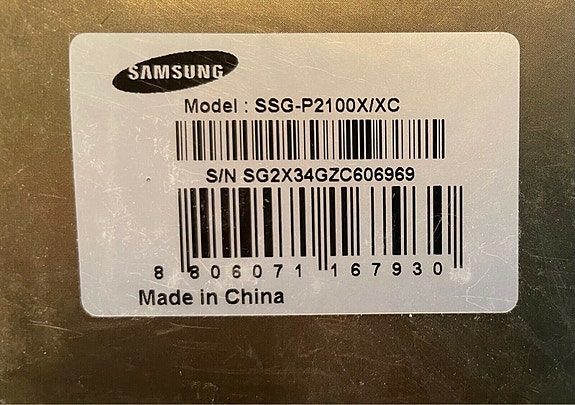 SAMSUNG
Model : SSG-P2100X/XC
S/N SG2X34GZC606969
8 806071 167930
Made in China